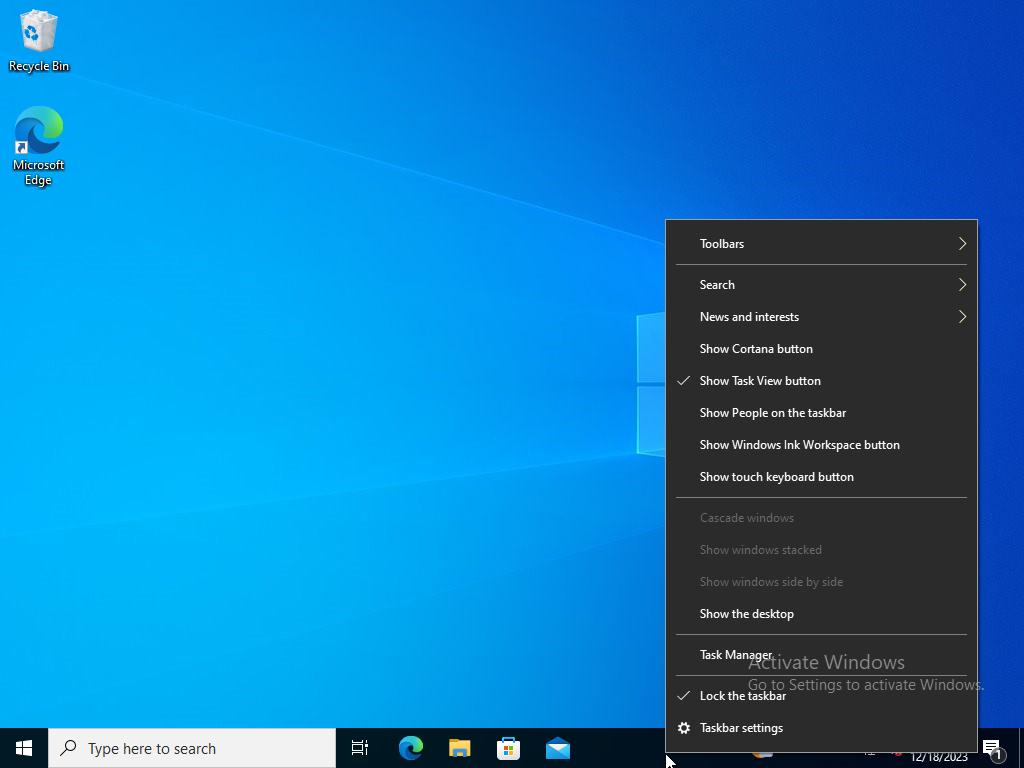 Recycle Bin
Microsoft
Edge
Toolbars
Search
News and interests
Show Cortana button
Show Task View button
Show People on the taskbar
Show Windows Ink Workspace button
Show touch keyboard button
Cascade windows
Show windows stacked
Show windows side by side
Show the desktop
Task Manager
Activate Windows
Go to Settings to activate Windows.
Lock the taskbar
Taskbar settings
Type here to search
12/18/2023
1